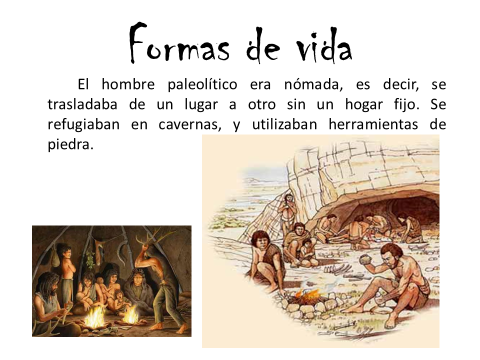 Formas de vida
El hombre paleolítico era nómada, es decir, se
trasladaba de un lugar a otro sin un hogar fijo. Se
refugiaban en cavernas, y utilizaban herramientas de
piedra.